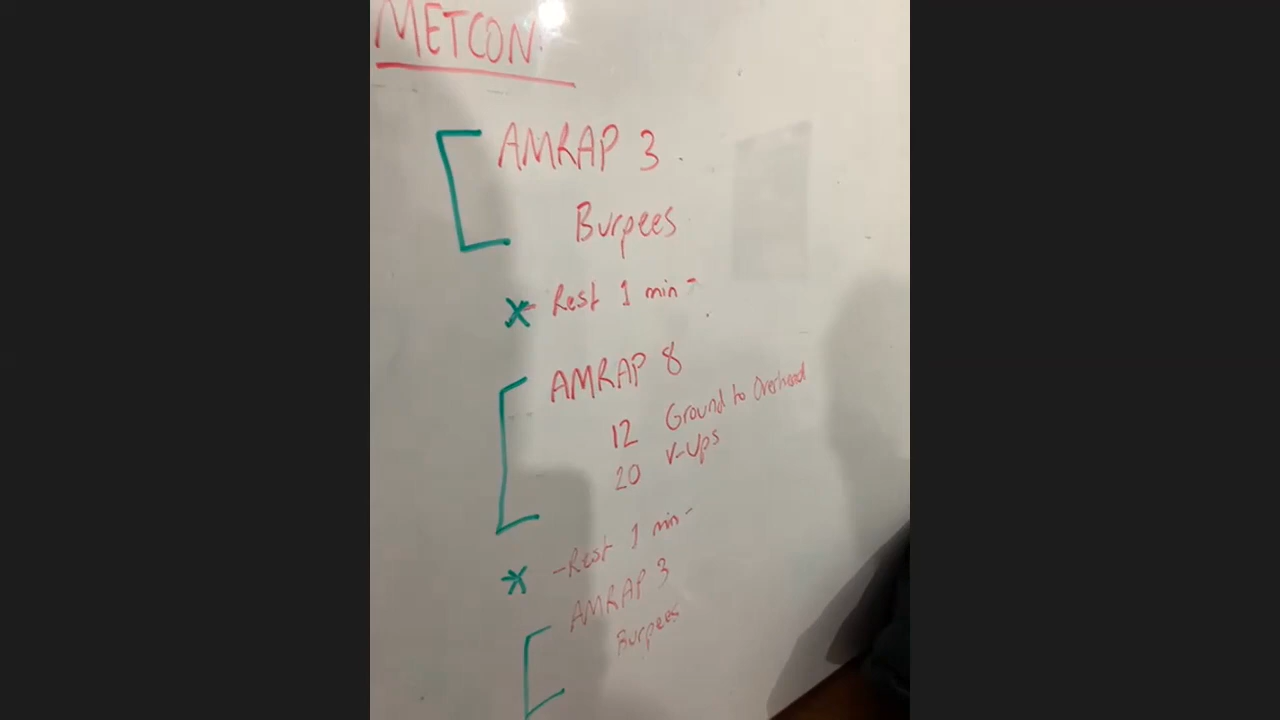 METCON
AMRAP 3
Burpees
- Rest 1 min -
AMRAP 8
12 Ground to Overhead
20 V-ups
- Rest 1 min -
AMRAP 3
Burpees